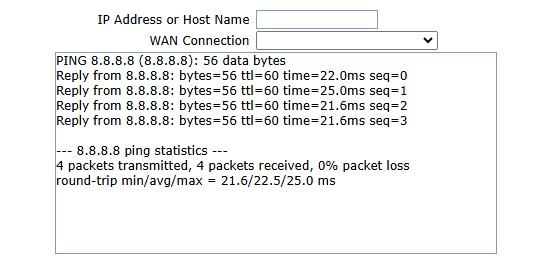 IP Address or Host Name
WAN Connection
PING 8.8.8.8 (8.8.8.8): 56 data bytes
Reply from 8.8.8.8: bytes=56 ttl=60 time=22.0ms seq=0
Reply from 8.8.8.8: bytes=56 ttl=60 time=25.0ms seq=1
Reply from 8.8.8.8: bytes=56 ttl=60 time=21.6ms seq=2
Reply from 8.8.8.8: bytes=56 ttl=60 time=21.6ms seq=3

--- 8.8.8.8 ping statistics ---
4 packets transmitted, 4 packets received, 0% packet loss
round-trip min/avg/max = 21.6/22.5/25.0 ms